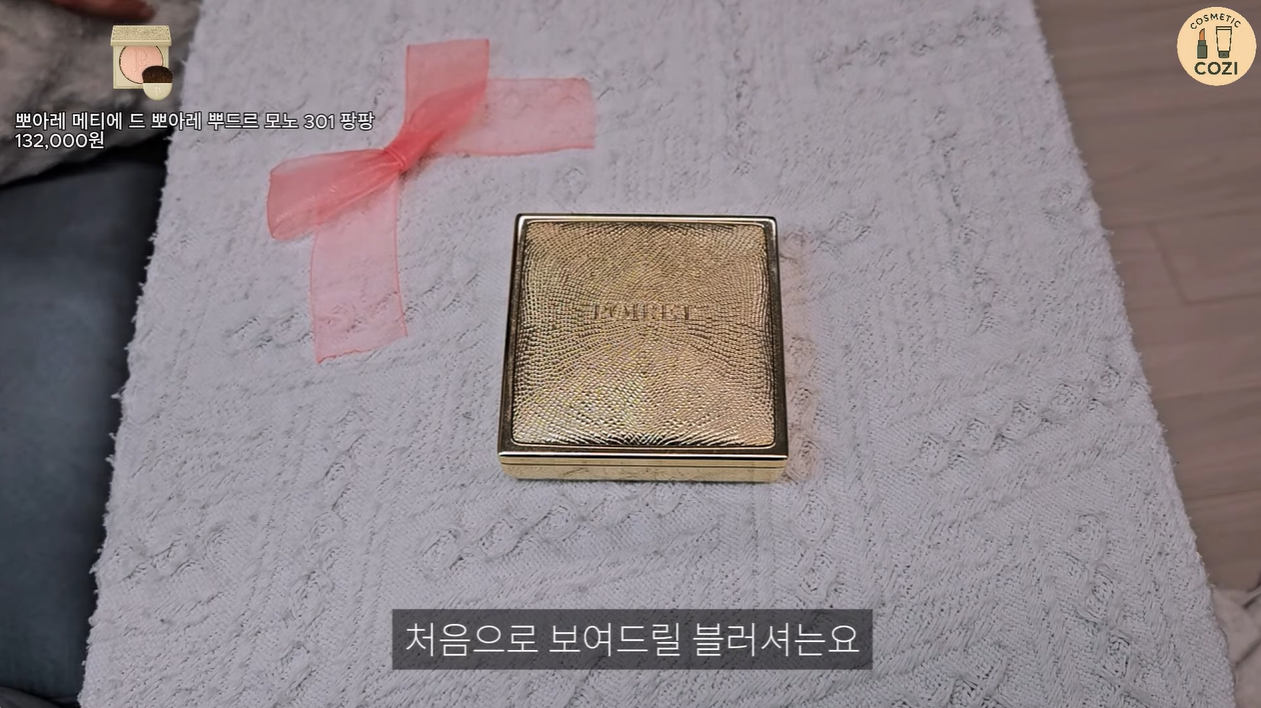 COSMETIC
COZI
뽀아레 메티에 드 뽀아레 뿌드르 모노 301 팡팡
132,000원
POIRET
처음으로 보여드릴 블러셔는요